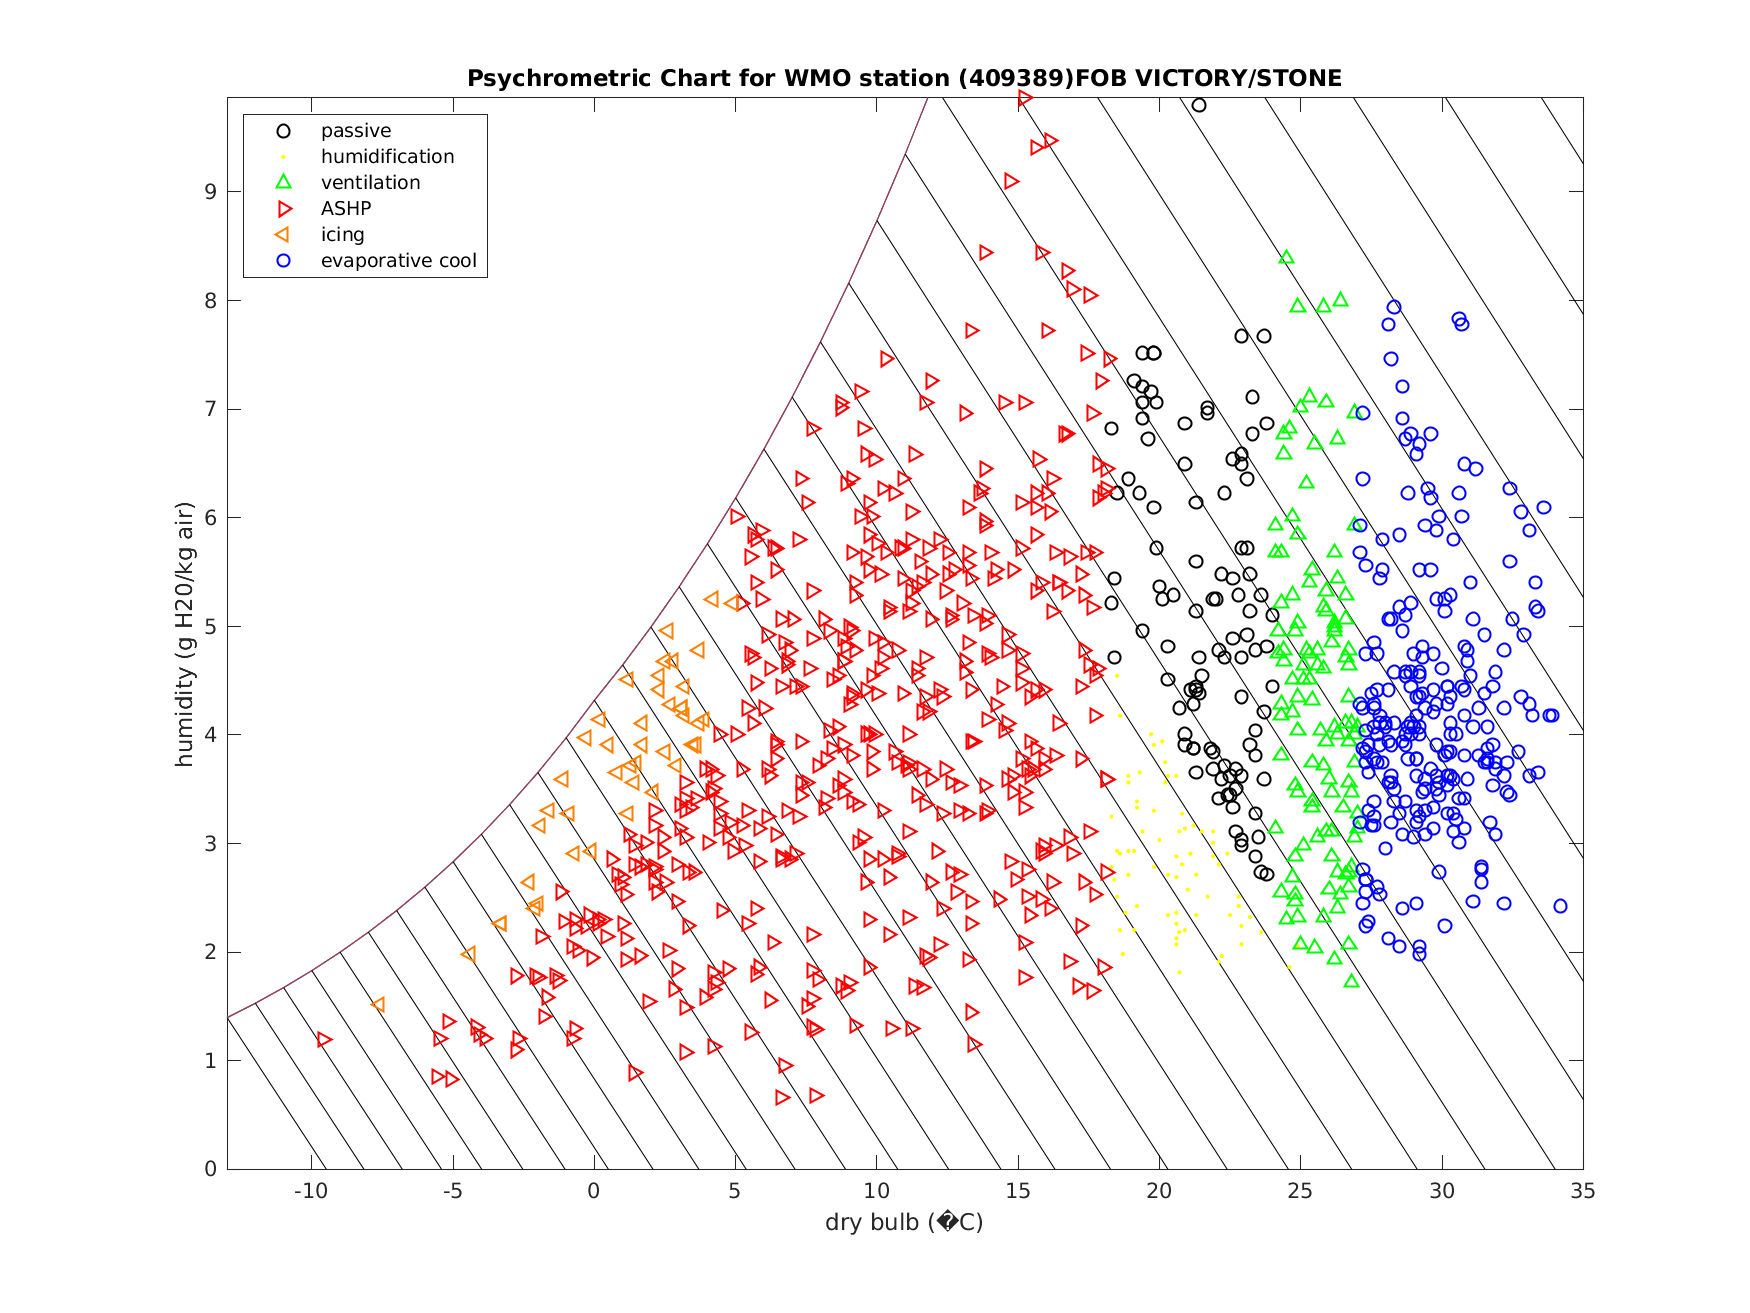 Psychrometric Chart for WMO station (409389)FOB VICTORY/STONE
passive
humidification
ventilation
ASHP
icing
evaporative cool
humidity (g H20/kg air)
9
8
7
6
5
4
3
2
1
0
-10 -5 0 5 10 15 20 25 30 35
dry bulb (�C)